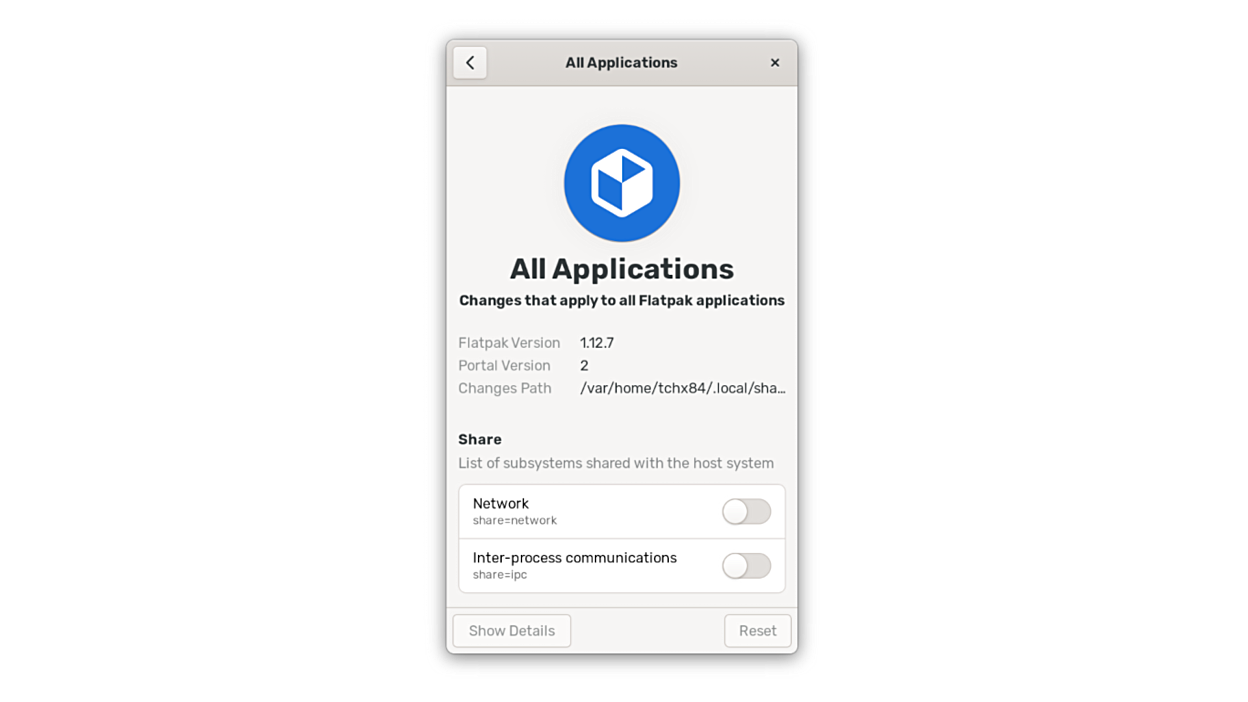 All Applications
All Applications
Changes that apply to all Flatpak applications
Flatpak Version 1.12.7
Portal Version 2
Changes Path /var/home/tchx84/.local/sha…
Share
List of subsystems shared with the host system
Network
share=network
Inter-process communications
share=ipc
Show Details Reset